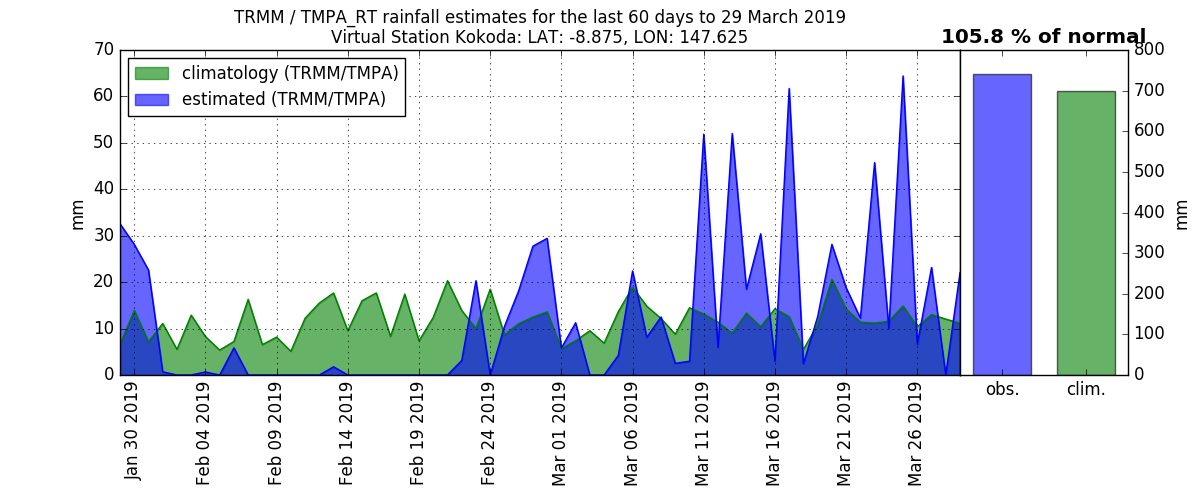 TRMM / TMPA_RT rainfall estimates for the last 60 days to 29 March 2019
Virtual Station Kokoda: LAT: -8.875, LON: 147.625
105.8 % of normal
climatology (TRMM/TMPA)
estimated (TRMM/TMPA)
70
60
50
40
30
20
10
0
mm
Jan 30 2019
Feb 04 2019
Feb 09 2019
Feb 14 2019
Feb 19 2019
Feb 24 2019
Mar 01 2019
Mar 06 2019
Mar 11 2019
Mar 16 2019
Mar 21 2019
Mar 26 2019
obs.
clim.
800
700
600
500
400
300
200
100
0
mm